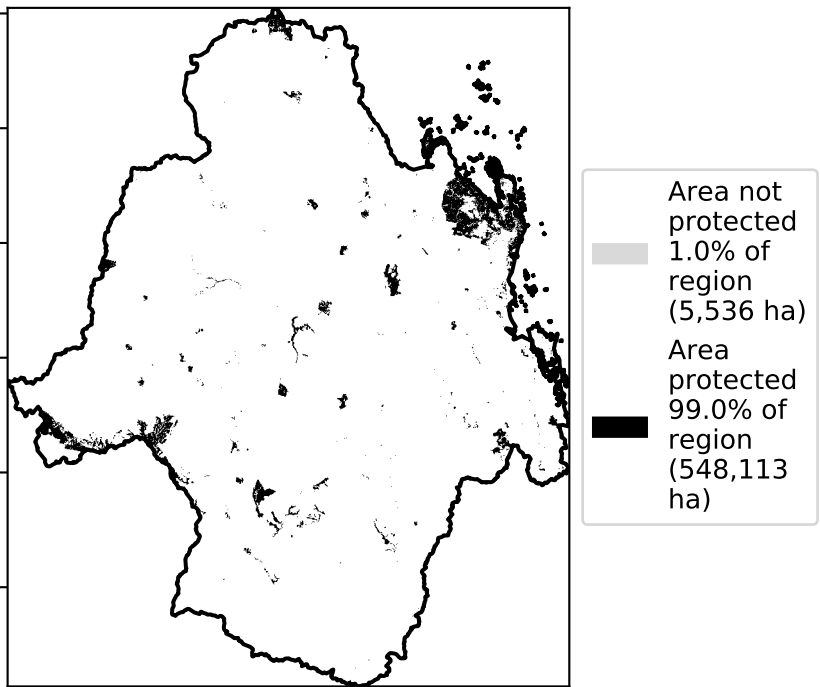 Area not
protected
1.0% of
region
(5,536 ha)
Area
protected
99.0% of
region
(548,113
ha)